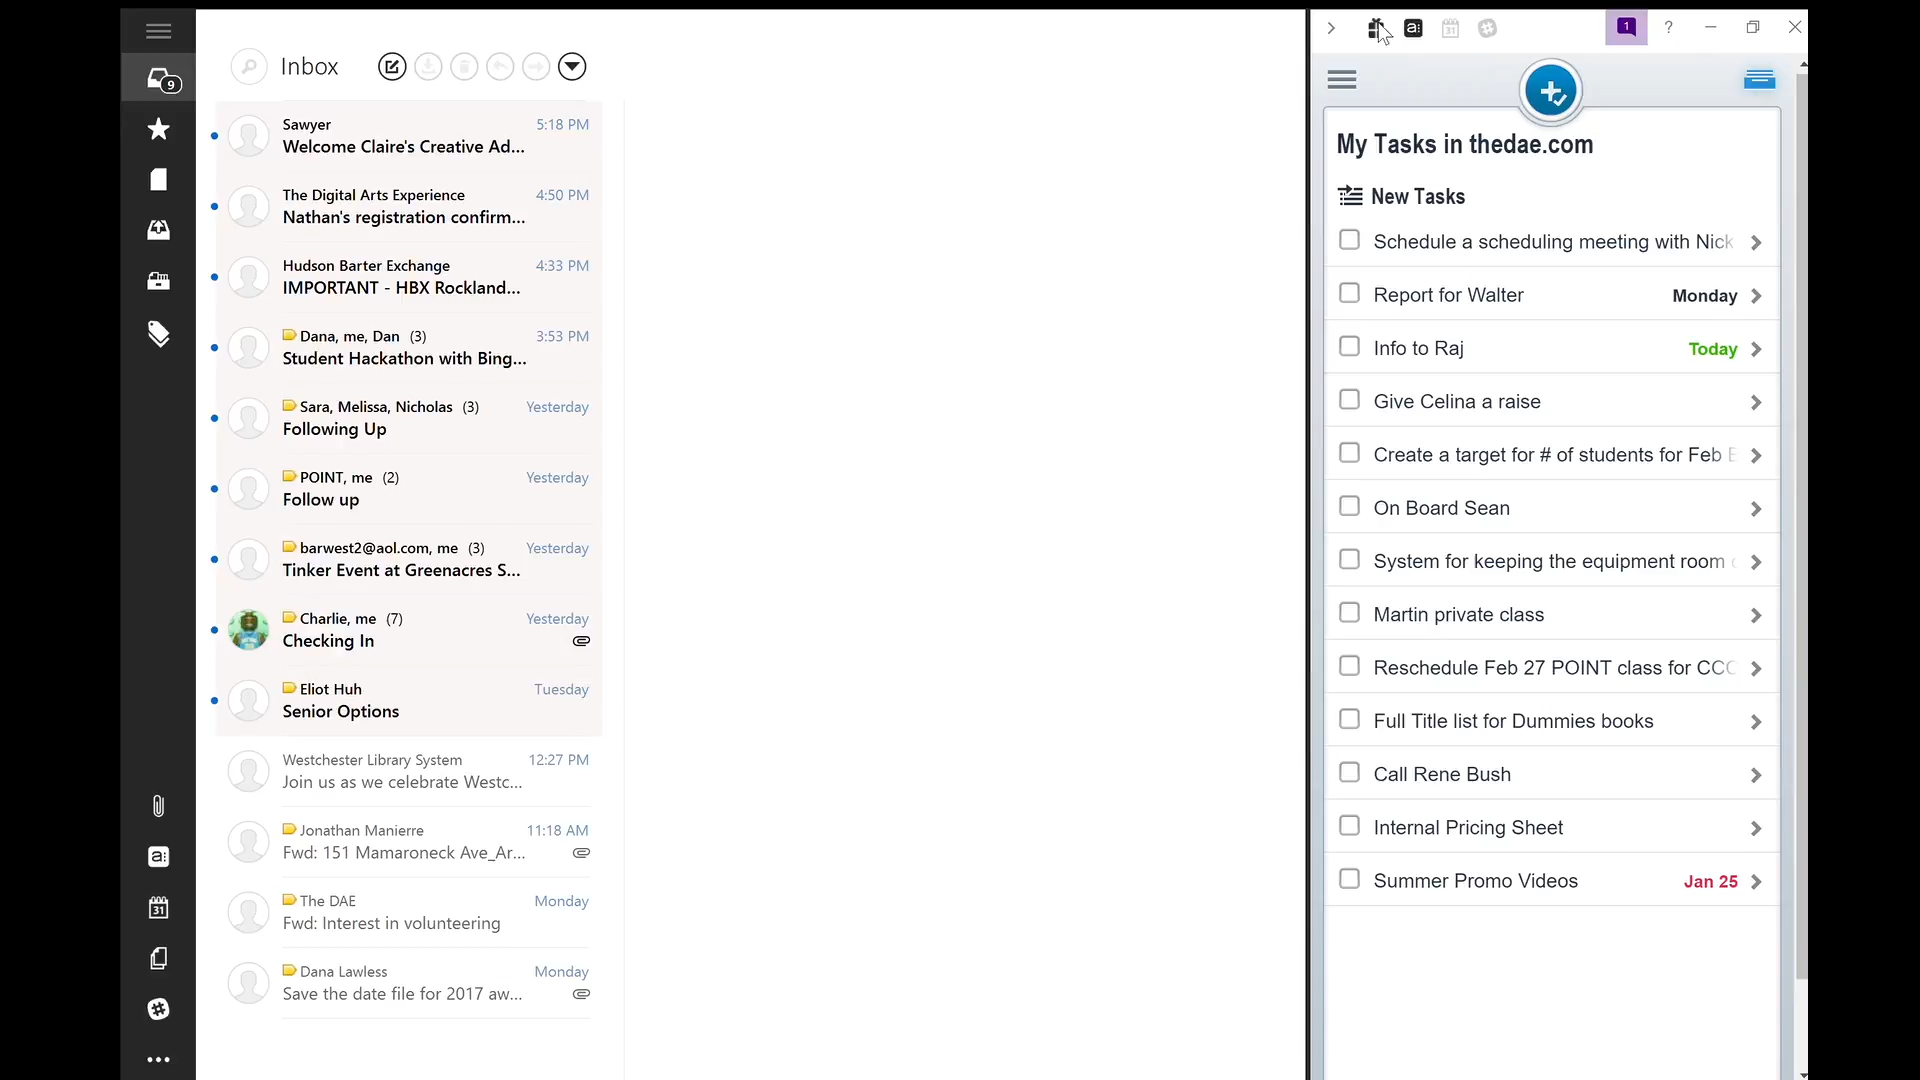 9
31
a:
Inbox
Sawyer 5:18 PM
Welcome Claire's Creative Ad...
The Digital Arts Experience 4:50 PM
Nathan's registration confirm...
Hudson Barter Exchange 4:33 PM
IMPORTANT - HBX Rockland...
Dana, me, Dan (3) 3:53 PM
Student Hackathon with Bing...
Sara, Melissa, Nicholas (3) Yesterday
Following Up
POINT, me (2) Yesterday
Follow up
barwest2@aol.com, me (3) Yesterday
Tinker Event at Greenacres S...
Charlie, me (7) Yesterday
Checking In
Eliot Huh Tuesday
Senior Options
Westchester Library System 12:27 PM
Join us as we celebrate Westc...
Jonathan Manierre 11:18 AM
Fwd: 151 Mamaroneck Ave_Ar...
The DAE Monday
Fwd: Interest in volunteering
Dana Lawless Monday
Save the date file for 2017 aw...
a: 31 1 ?
My Tasks in thedae.com
New Tasks
Schedule a scheduling meeting with Nick
Report for Walter Monday
Info to Raj Today
Give Celina a raise
Create a target for # of students for Feb
On Board Sean
System for keeping the equipment room
Martin private class
Reschedule Feb 27 POINT class for CCC
Full Title list for Dummies books
Call Rene Bush
Internal Pricing Sheet
Summer Promo Videos Jan 25